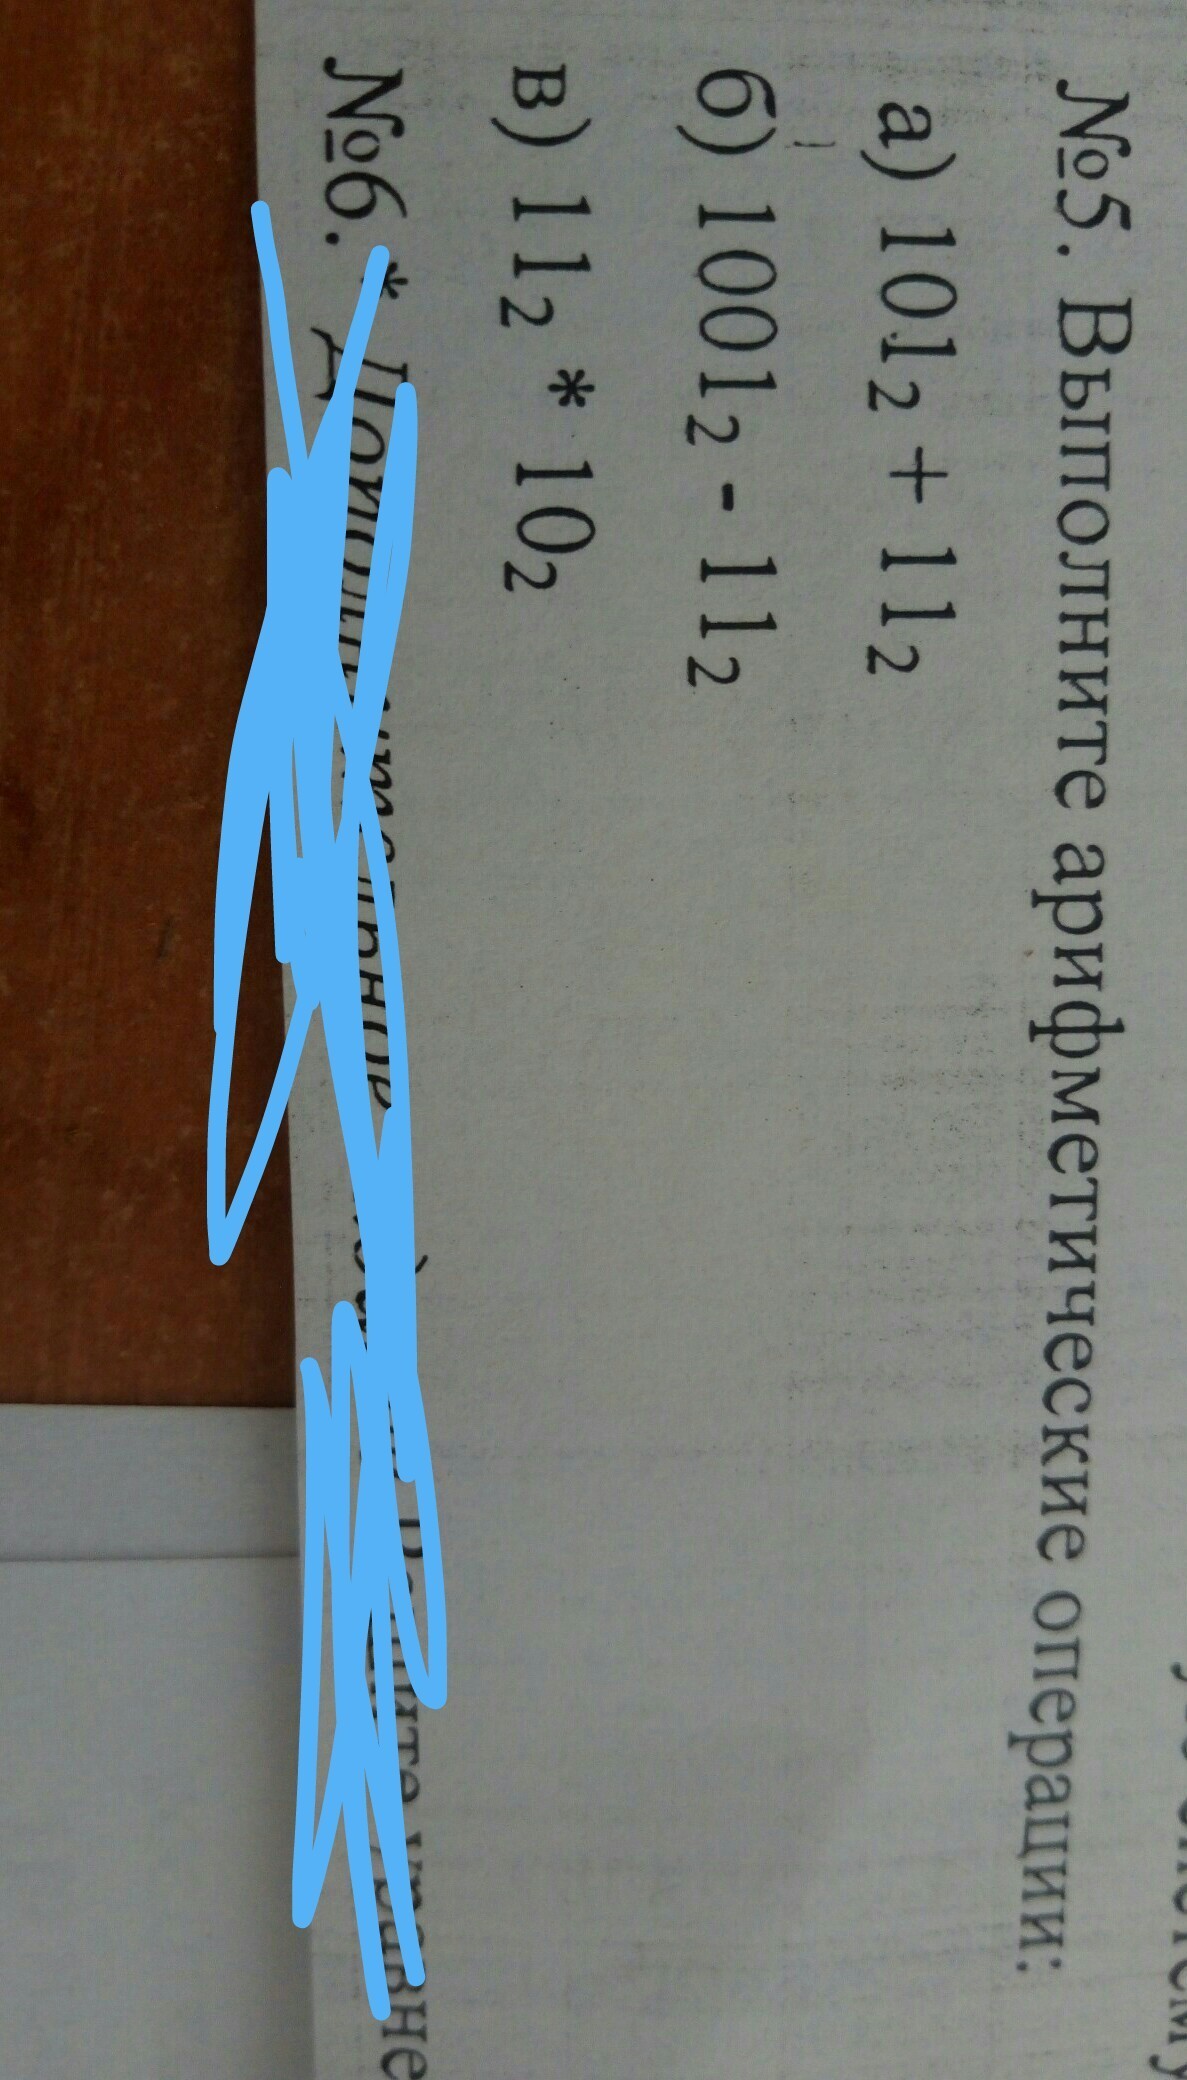 №5. Выполните арифметические операции:
а) 101₂ + 11₂
б) 1001₂ - 11₂
в) 11₂ * 10₂
№6. *